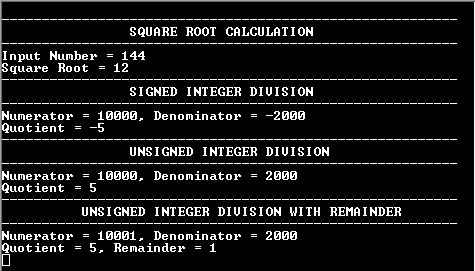 SQUARE ROOT CALCULATION
Input Number = 144
Square Root = 12
SIGNED INTEGER DIVISION
Numerator = 10000, Denominator = -2000
Quotient = -5
UNSIGNED INTEGER DIVISION
Numerator = 10000, Denominator = 2000
Quotient = 5
UNSIGNED INTEGER DIVISION WITH REMAINDER
Numerator = 10001, Denominator = 2000
Quotient = 5, Remainder = 1